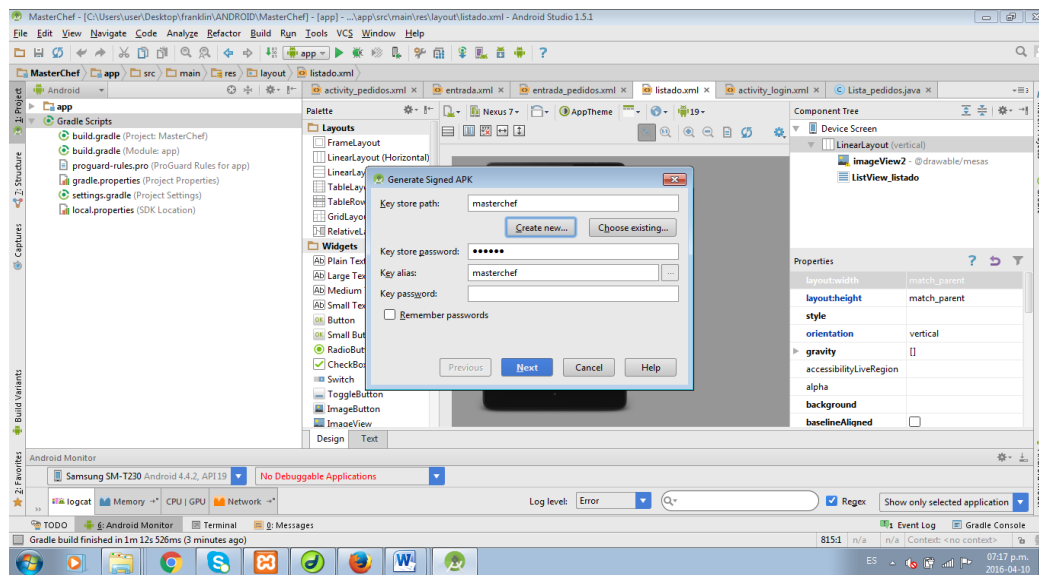 MasterChef - [C:\Users\user\Desktop\franklin\ANDROID\MasterChef] - [app] - ...\app\src\main\res\layout\listado.xml - Android Studio 1.5.1
File Edit View Navigate Code Analyze Refactor Build Run Tools VCS Window Help
app
MasterChef app src main res layout listado.xml
Android
activity_pedidos.xml entrada.xml entrada_pedidos.xml listado.xml activity_login.xml Lista_pedidos.java
1: Project
app
Gradle Scripts
build.gradle (Project: MasterChef)
build.gradle (Module: app)
proguard-rules.pro (ProGuard Rules for app)
gradle.properties (Project Properties)
settings.gradle (Project Settings)
local.properties (SDK Location)
Z: Structure
Captures
Build Variants
2: Favorites
Palette
Layouts
FrameLayout
LinearLayout (Horizontal)
LinearLay
TableLayo
TableRow
GridLayou
RelativeL
Widgets
Plain Text
Large Tex
Medium
Small Tex
Button
Small But
RadioBut
CheckBo
Switch
ToggleButton
ImageButton
ImageView
Design Text
Nexus 7 AppTheme 19
Generate Signed APK
Key store path: masterchef
Create new... Choose existing...
Key store password: ••••••
Key alias: masterchef ...
Key password:
Remember passwords
Previous Next Cancel Help
Component Tree
Device Screen
LinearLayout (vertical)
imageView2 - @drawable/mesas
ListView_listado
Properties
layout:width match_parent
layout:height match_parent
style
orientation vertical
gravity []
accessibilityLiveRegion
alpha
background
baselineAligned
Android Monitor
Samsung SM-T230 Android 4.4.2, API 19 No Debuggable Applications
logcat Memory CPU | GPU Network Log level: Error Regex Show only selected application
TODO 6: Android Monitor Terminal 0: Messages 1 Event Log Gradle Console
Gradle build finished in 1m 12s 526ms (3 minutes ago) 815:1 n/a n/a Context: <no context>
ES 07:17 p.m.
2016-04-10